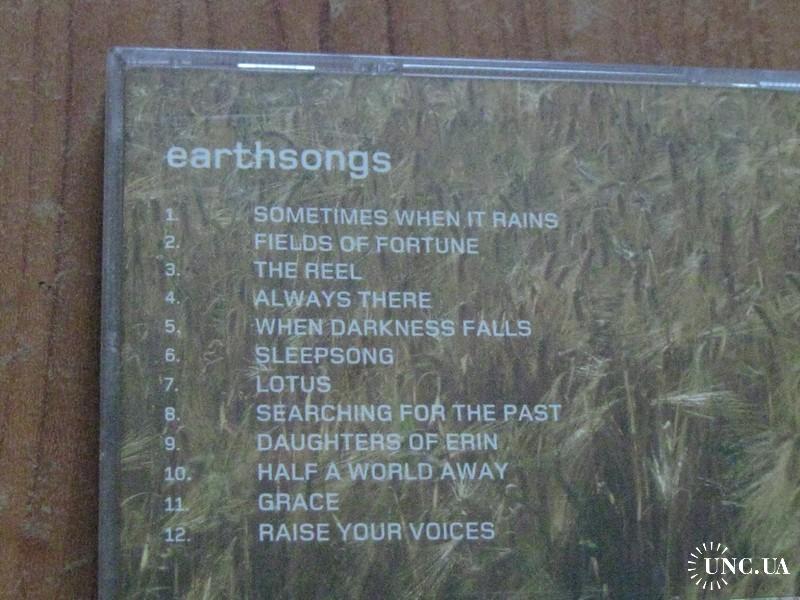 earthsongs
1. SOMETIMES WHEN IT RAINS
2. FIELDS OF FORTUNE
3. THE REEL
4. ALWAYS THERE
5. WHEN DARKNESS FALLS
6. SLEEPSONG
7. LOTUS
8. SEARCHING FOR THE PAST
9. DAUGHTERS OF ERIN
10. HALF A WORLD AWAY
11. GRACE
12. RAISE YOUR VOICES
UNC.UA